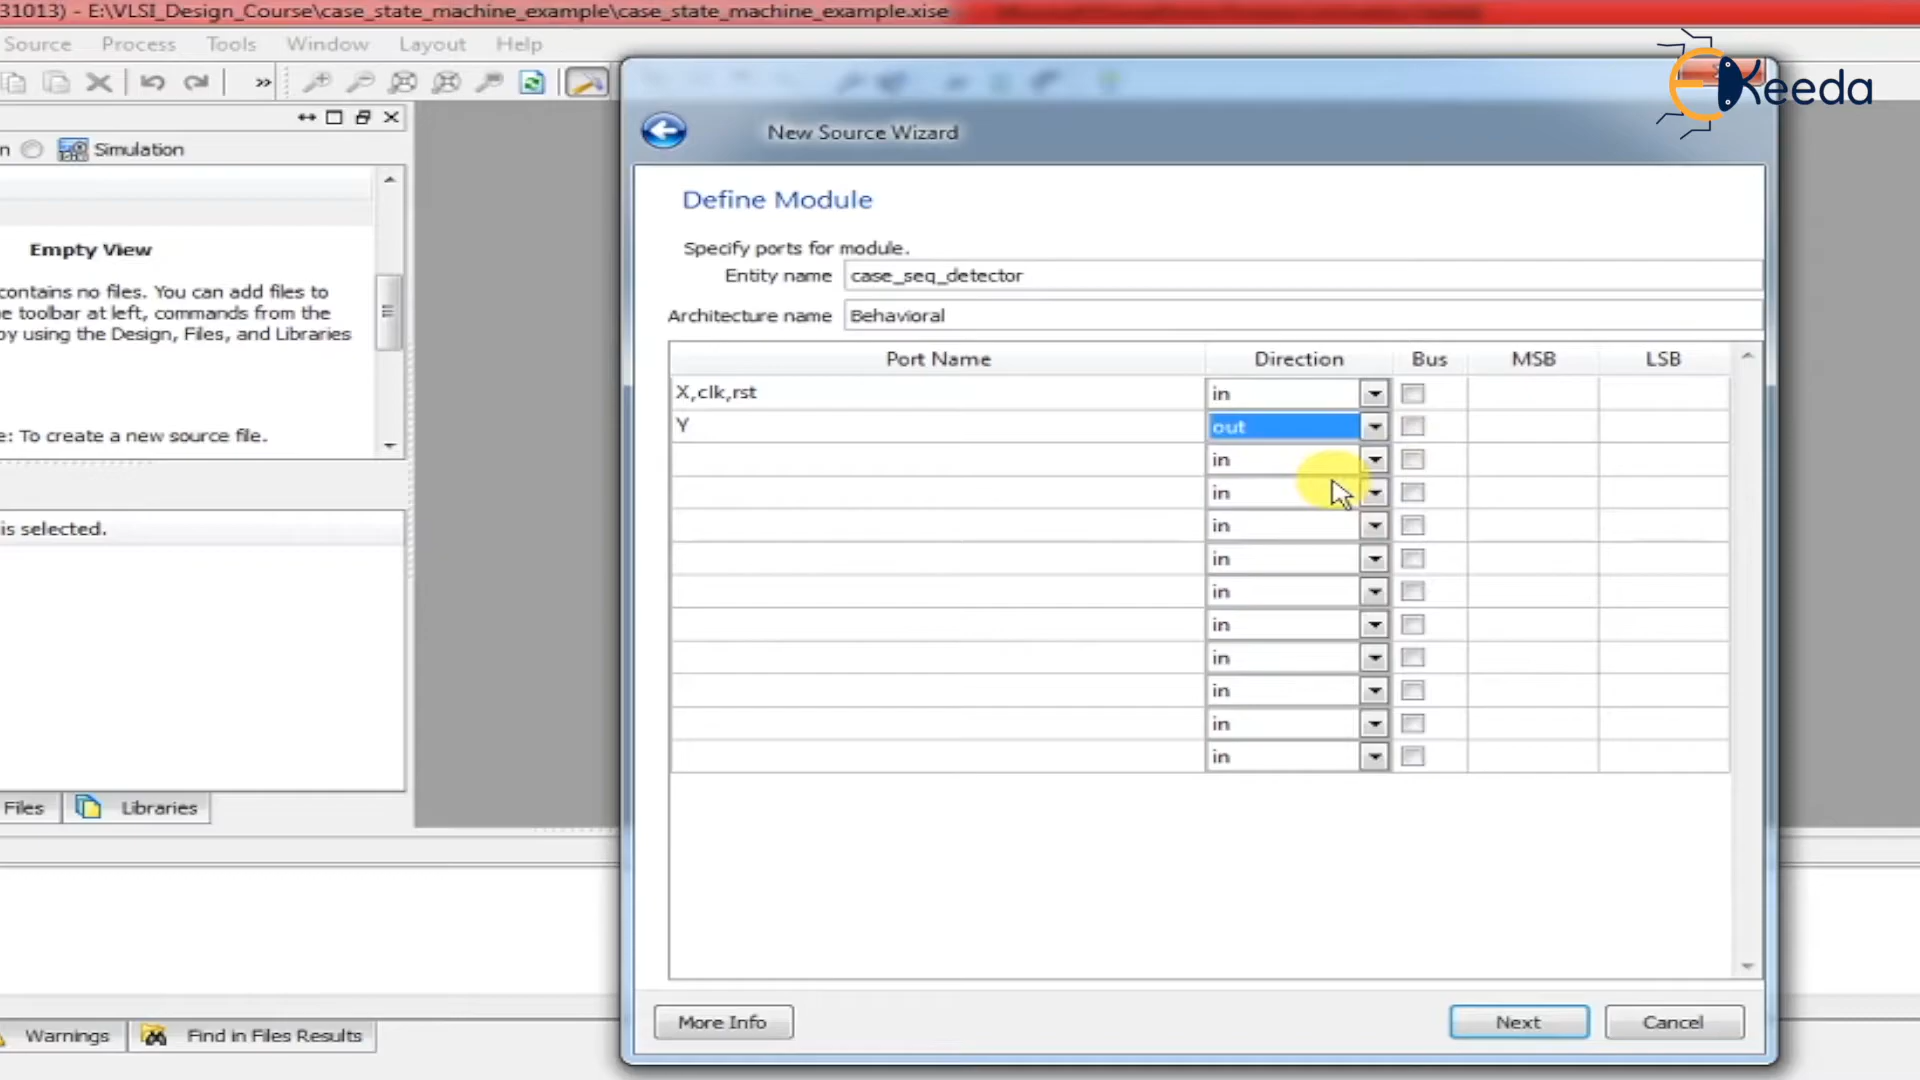 31013) - E:\VLSI_Design_Course\case_state_machine_example\case_state_machine_example.xise
Source Process Tools Window Layout Help
Keeda
»
New Source Wizard
n Simulation
Define Module
Empty View
Specify ports for module.
Entity name case_seq_detector
contains no files. You can add files to
e toolbar at left, commands from the
Architecture name Behavioral
by using the Design, Files, and Libraries
Port Name Direction Bus MSB LSB
X,clk,rst in
Y out
e: To create a new source file.
in
in
is selected.
in
in
in
in
in
in
in
in
Files Libraries
More Info Next Cancel
Warnings Find in Files Results